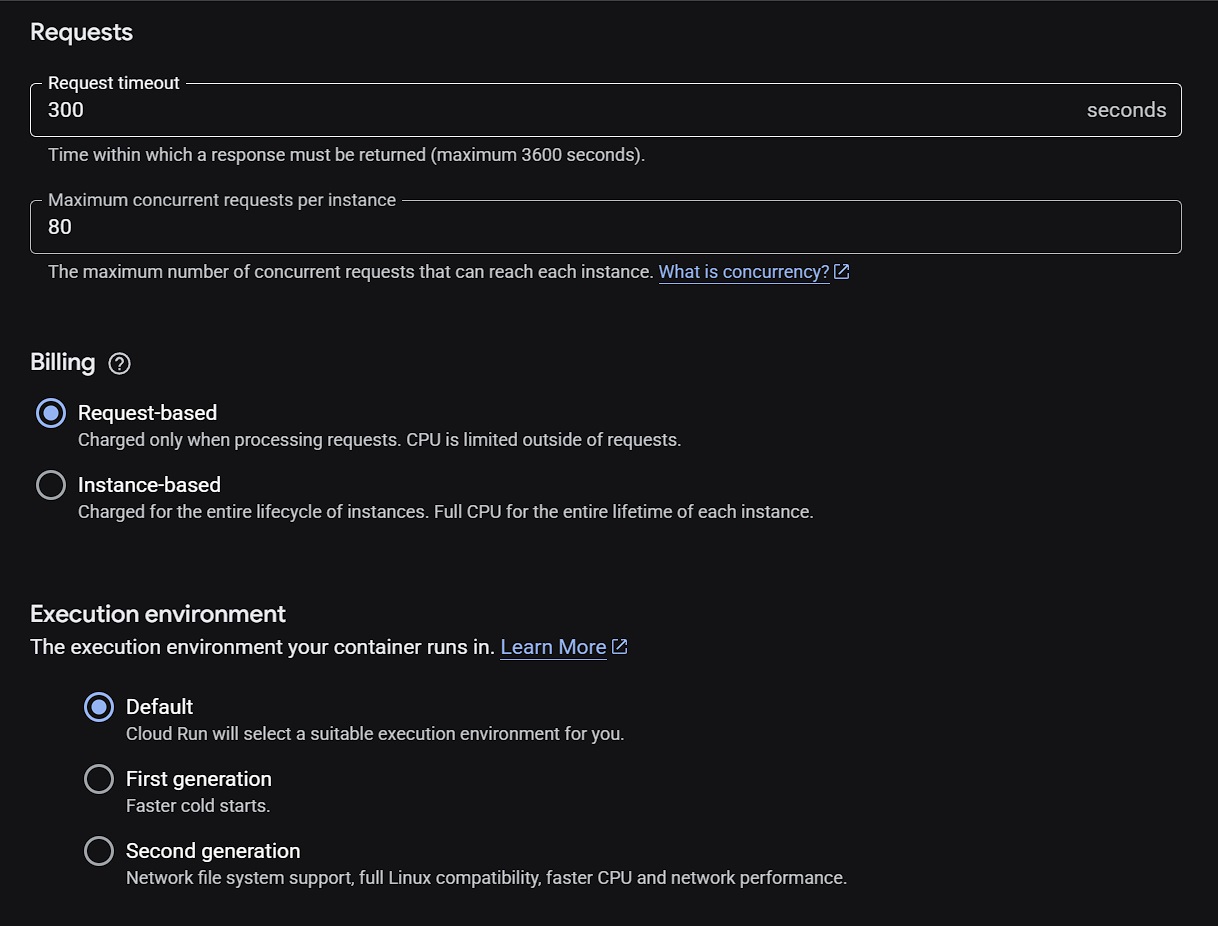 Requests
Request timeout
300 seconds
Time within which a response must be returned (maximum 3600 seconds).
Maximum concurrent requests per instance
80
The maximum number of concurrent requests that can reach each instance. What is concurrency?
Billing
Request-based
Charged only when processing requests. CPU is limited outside of requests.
Instance-based
Charged for the entire lifecycle of instances. Full CPU for the entire lifetime of each instance.
Execution environment
The execution environment your container runs in. Learn More
Default
Cloud Run will select a suitable execution environment for you.
First generation
Faster cold starts.
Second generation
Network file system support, full Linux compatibility, faster CPU and network performance.